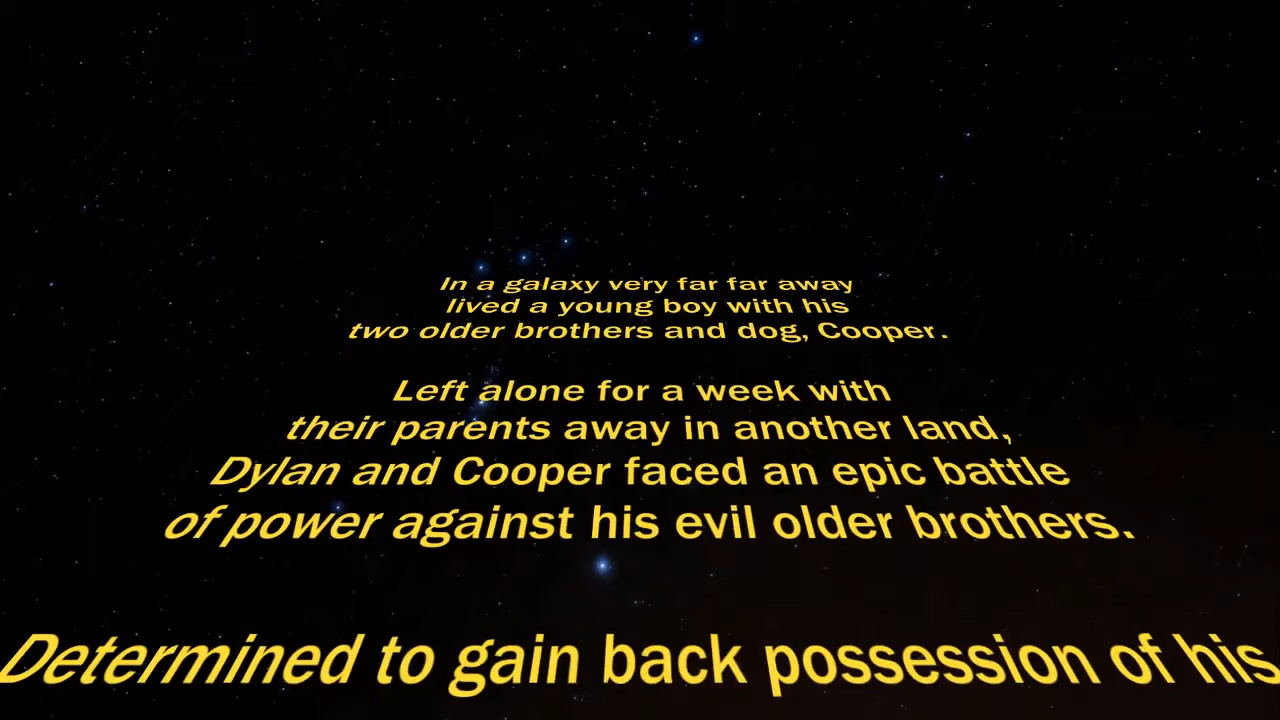 In a galaxy very far far away
lived a young boy with his
two older brothers and dog, Cooper.
Left alone for a week with
their parents away in another land,
Dylan and Cooper faced an epic battle
of power against his evil older brothers.
Determined to gain back possession of his